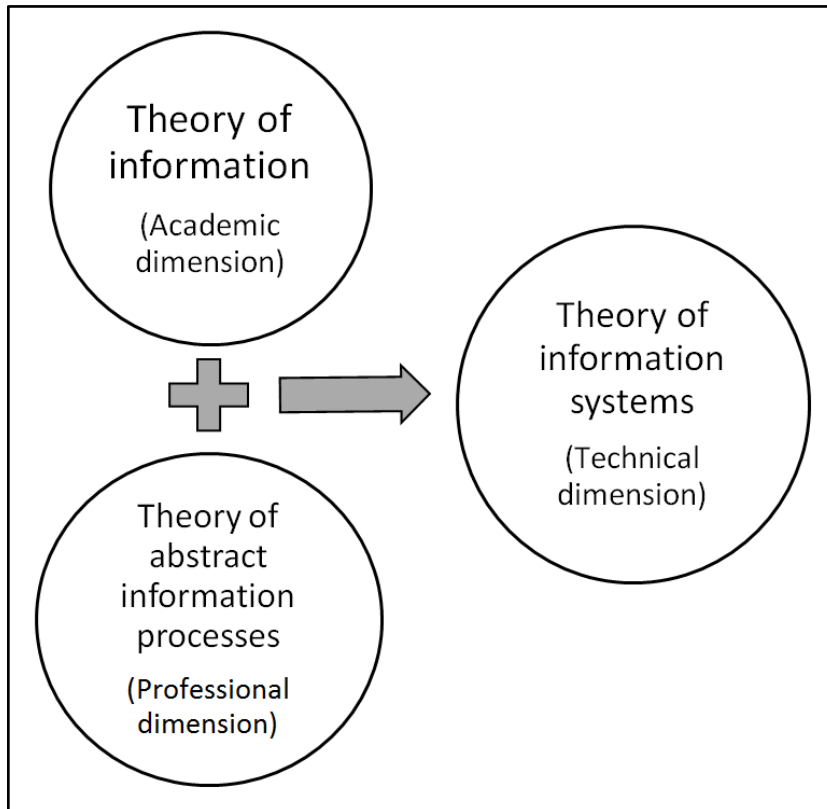 Theory of
information
(Academic
dimension)
Theory of
abstract
information
processes
(Professional
dimension)
Theory of
information
systems
(Technical
dimension)